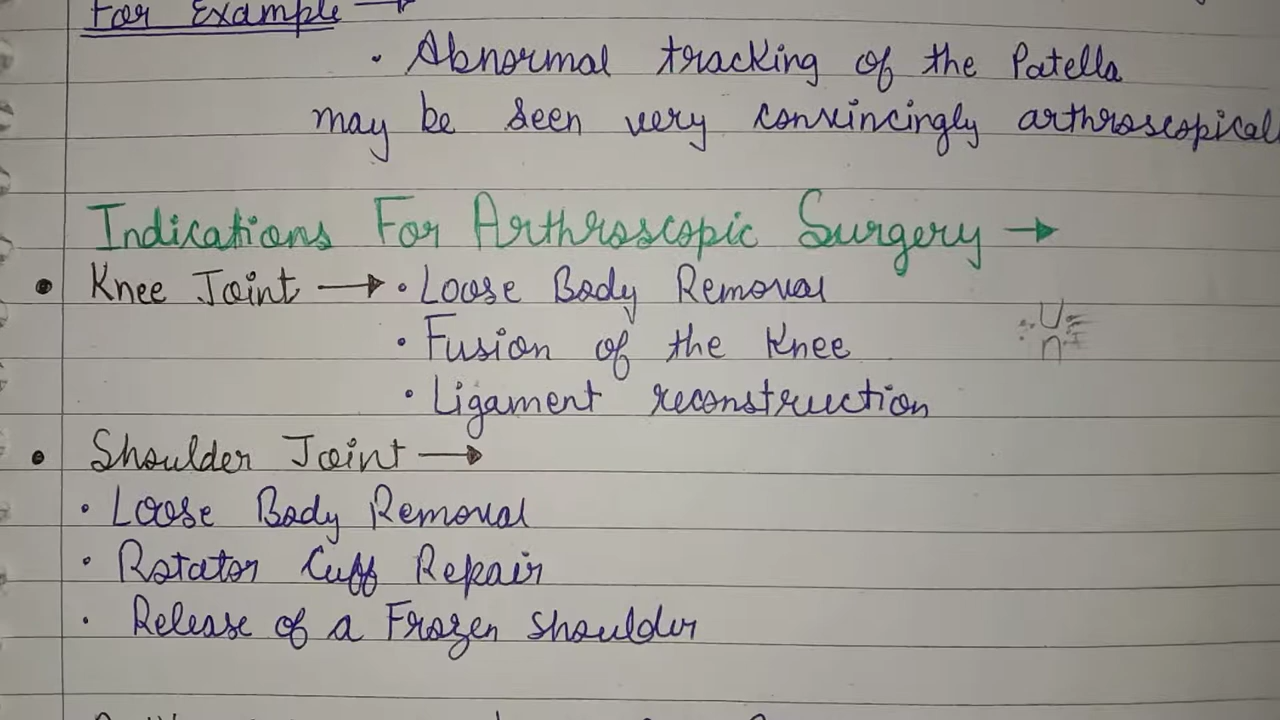 For Example →
• Abnormal tracking of the Patella
may be seen very convincingly arthroscopical
Indications For Arthroscopic Surgery →
• Knee Joint → • Loose Body Removal
• Fusion of the Knee
• Ligament reconstruction
• Shoulder Joint →
• Loose Body Removal
• Rotator Cuff Repair
• Release of a Frozen shoulder